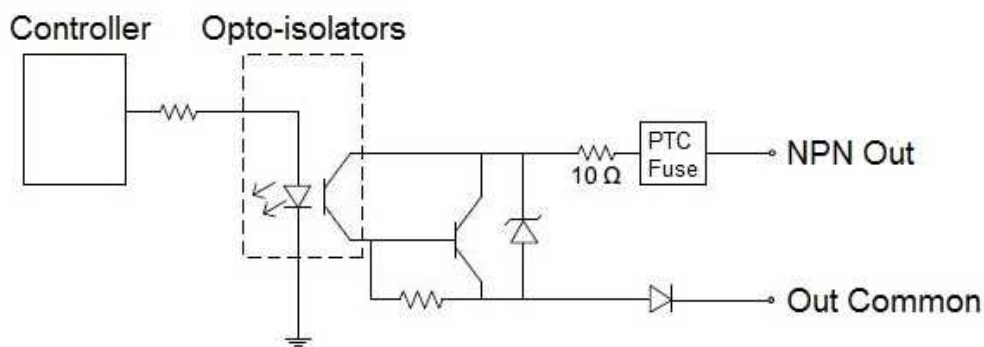 Controller
Opto-isolators
PTC
Fuse
10 Ω
NPN Out
Out Common